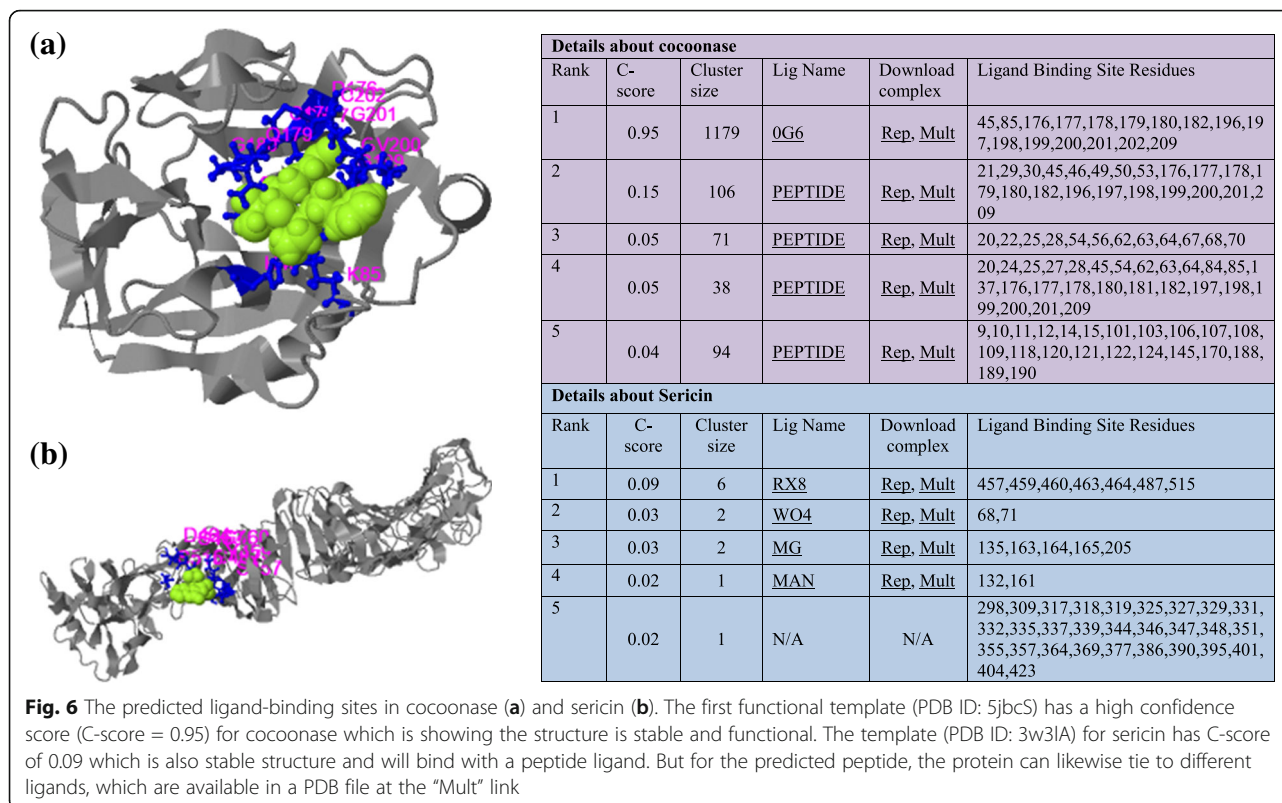 (a)
G202
G201
K85
(b)
Details about cocoonase
Rank C-score Cluster size Lig Name Download complex Ligand Binding Site Residues
1 0.95 1179 0G6 Rep, Mult 45,85,176,177,178,179,180,182,196,19
7,198,199,200,201,202,209
2 0.15 106 PEPTIDE Rep, Mult 21,29,30,45,46,49,50,53,176,177,178,1
79,180,182,196,197,198,199,200,201,2
09
3 0.05 71 PEPTIDE Rep, Mult 20,22,25,28,54,56,62,63,64,67,68,70
4 0.05 38 PEPTIDE Rep, Mult 20,24,25,27,28,45,54,62,63,64,84,85,1
37,176,177,178,180,181,182,197,198,1
99,200,201,209
5 0.04 94 PEPTIDE Rep, Mult 9,10,11,12,14,15,101,103,106,107,108,
109,118,120,121,122,124,145,170,188,
189,190
Details about Sericin
Rank C-score Cluster size Lig Name Download complex Ligand Binding Site Residues
1 0.09 6 RX8 Rep, Mult 457,459,460,463,464,487,515
2 0.03 2 WO4 Rep, Mult 68,71
3 0.03 2 MG Rep, Mult 135,163,164,165,205
4 0.02 1 MAN Rep, Mult 132,161
5 0.02 1 N/A N/A 298,309,317,318,319,325,327,329,331,
332,335,337,339,344,346,347,348,351,
355,357,364,369,377,386,390,395,401,
404,423
Fig. 6 The predicted ligand-binding sites in cocoonase (a) and sericin (b). The first functional template (PDB ID: 5jbcS) has a high confidence
score (C-score = 0.95) for cocoonase which is showing the structure is stable and functional. The template (PDB ID: 3w3lA) for sericin has C-score
of 0.09 which is also stable structure and will bind with a peptide ligand. But for the predicted peptide, the protein can likewise tie to different
ligands, which are available in a PDB file at the “Mult” link